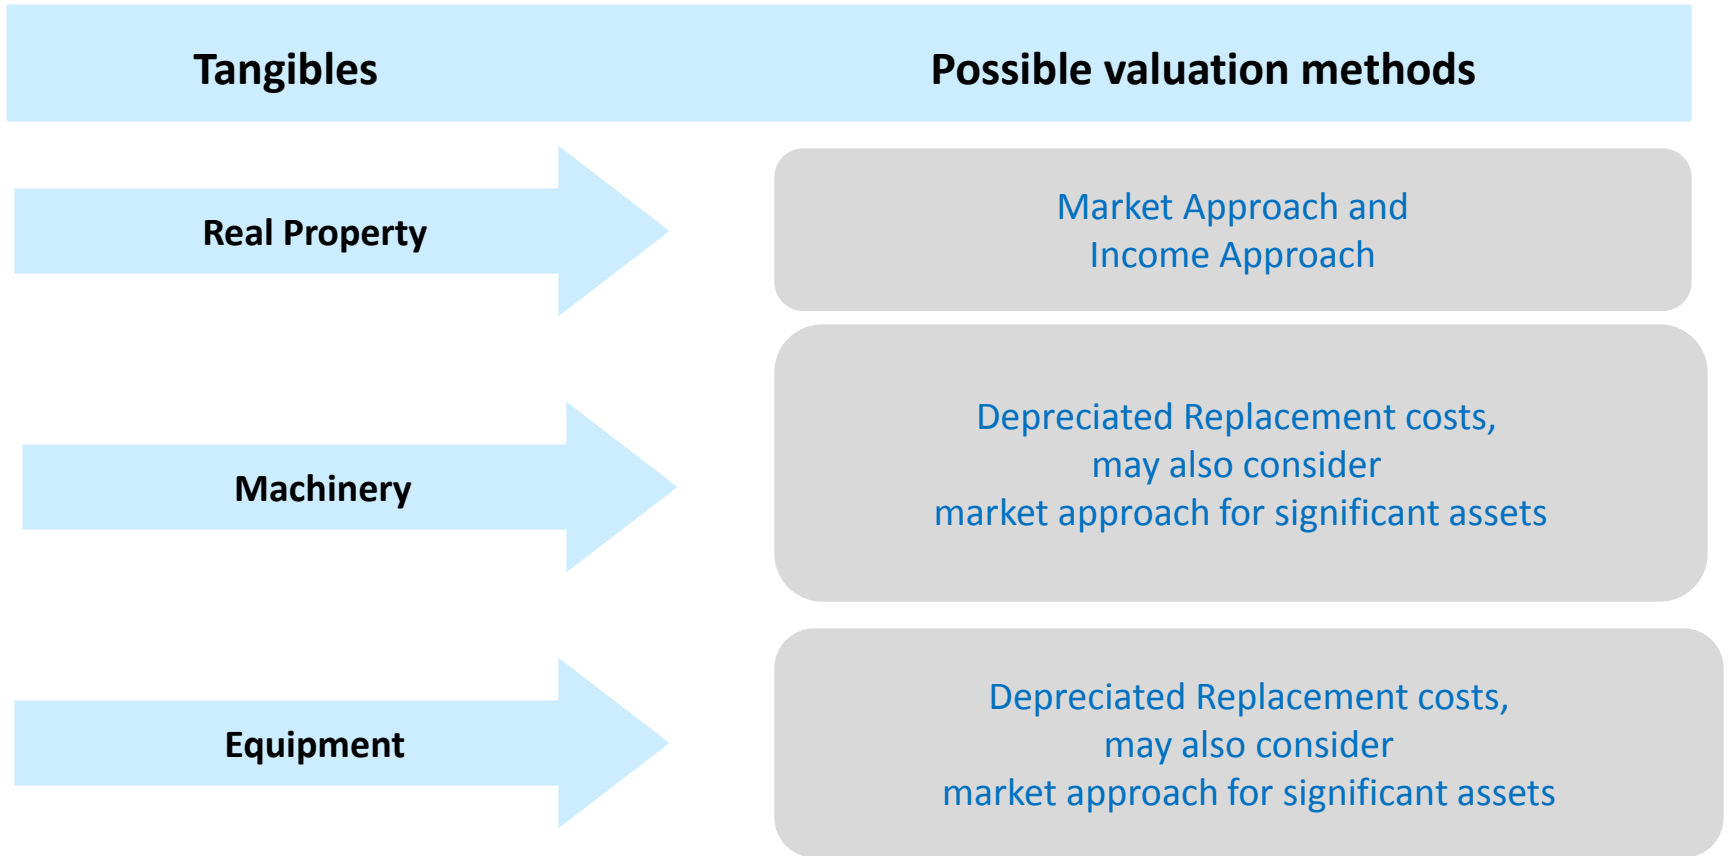 Tangibles
Possible valuation methods
Real Property
Market Approach and
Income Approach
Machinery
Depreciated Replacement costs,
may also consider
market approach for significant assets
Equipment
Depreciated Replacement costs,
may also consider
market approach for significant assets